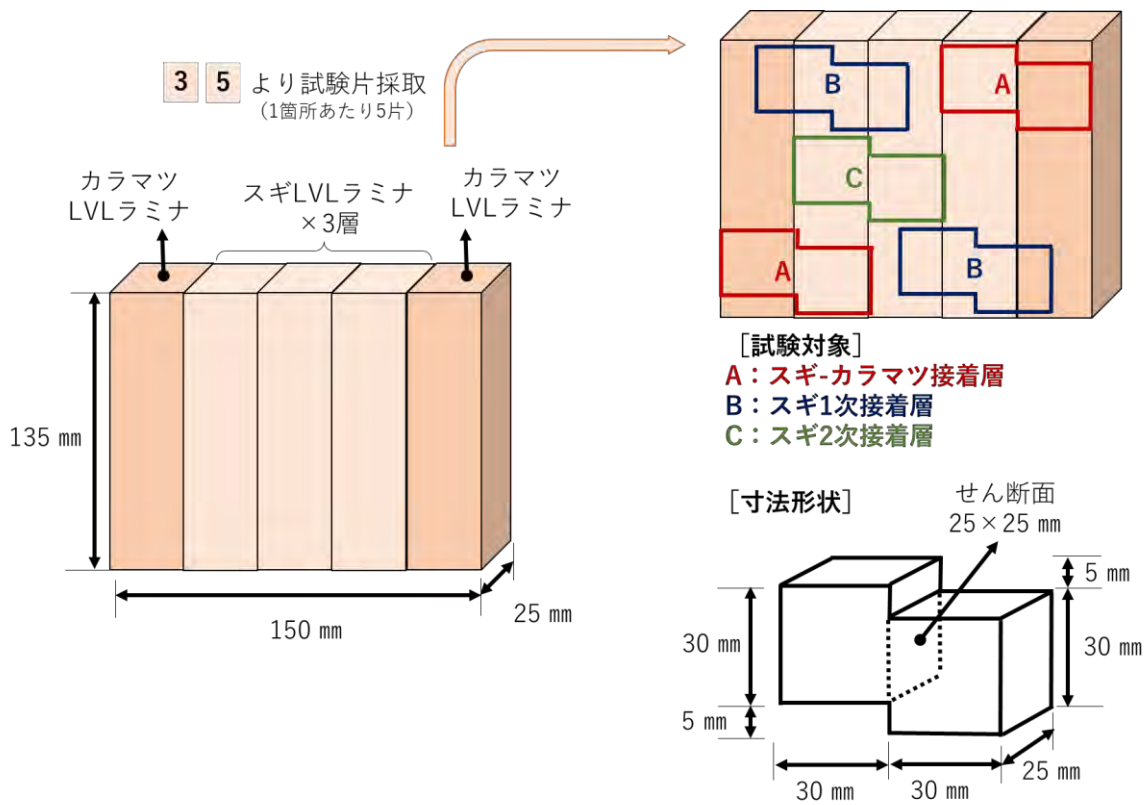 3 5 より試験片採取
(1箇所あたり5片)
カラマツ
LVLラミナ
スギLVLラミナ
×3層
カラマツ
LVLラミナ
135 ㎜
150 ㎜
25 ㎜
B
A
C
A
B
[試験対象]
A：スギ-カラマツ接着層
B：スギ1次接着層
C：スギ2次接着層
[寸法形状]
せん断面
25×25 ㎜
5 ㎜
30 ㎜
30 ㎜
5 ㎜
25 ㎜
30 ㎜
30 ㎜